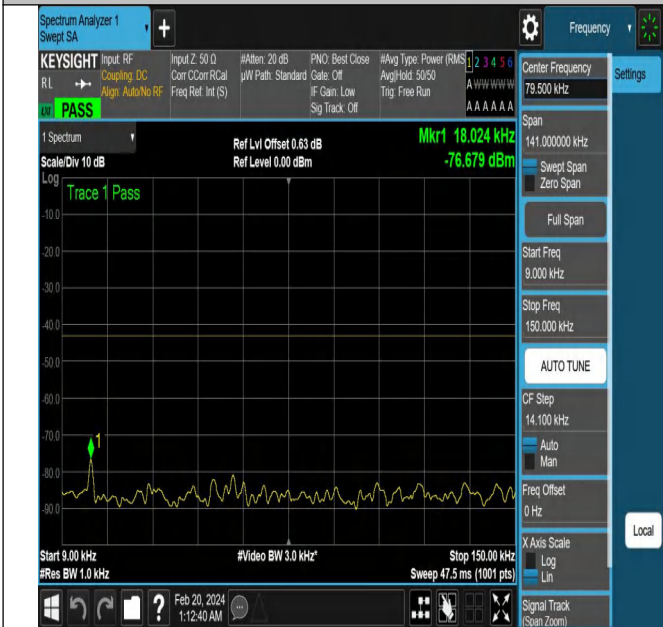 Spectrum Analyzer 1
Swept SA
Frequency
KEYSIGHT
RL
PASS
Input: RF
Coupling: DC
Align: Auto/No RF
Input Z: 50 Ω
Corr CCorr RCal
Freq Ref: Int (S)
#Atten: 20 dB
µW Path: Standard
PNO: Best Close
Gate: Off
IF Gain: Low
Sig Track: Off
#Avg Type: Power (RMS
Avg|Hold: 50/50
Trig: Free Run
1 2 3 4 5 6
A W W W W W
A A A A A A
1 Spectrum
Scale/Div 10 dB
Log
Ref Lvl Offset 0.63 dB
Ref Level 0.00 dBm
Mkr1 18.024 kHz
-76.679 dBm
Trace 1 Pass
-10.0
-20.0
-30.0
-40.0
-50.0
-60.0
-70.0
-80.0
-90.0
1
Start 9.00 kHz
#Res BW 1.0 kHz
#Video BW 3.0 kHz*
Stop 150.00 kHz
Sweep 47.5 ms (1001 pts)
Center Frequency
79.500 kHz
Settings
Span
141.000000 kHz
Swept Span
Zero Span
Full Span
Start Freq
9.000 kHz
Stop Freq
150.000 kHz
AUTO TUNE
CF Step
14.100 kHz
Auto
Man
Freq Offset
0 Hz
Local
X Axis Scale
Log
Lin
Signal Track
(Span Zoom)
?
Feb 20, 2024
1:12:40 AM